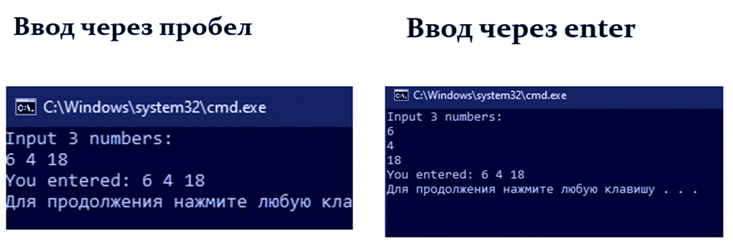 Ввод через пробел
C:\Windows\system32\cmd.exe
Input 3 numbers:
6 4 18
You entered: 6 4 18
Для продолжения нажмите любую кла
Ввод через enter
C:\Windows\system32\cmd.exe
Input 3 numbers:
6
4
18
You entered: 6 4 18
Для продолжения нажмите любую клавишу . . .